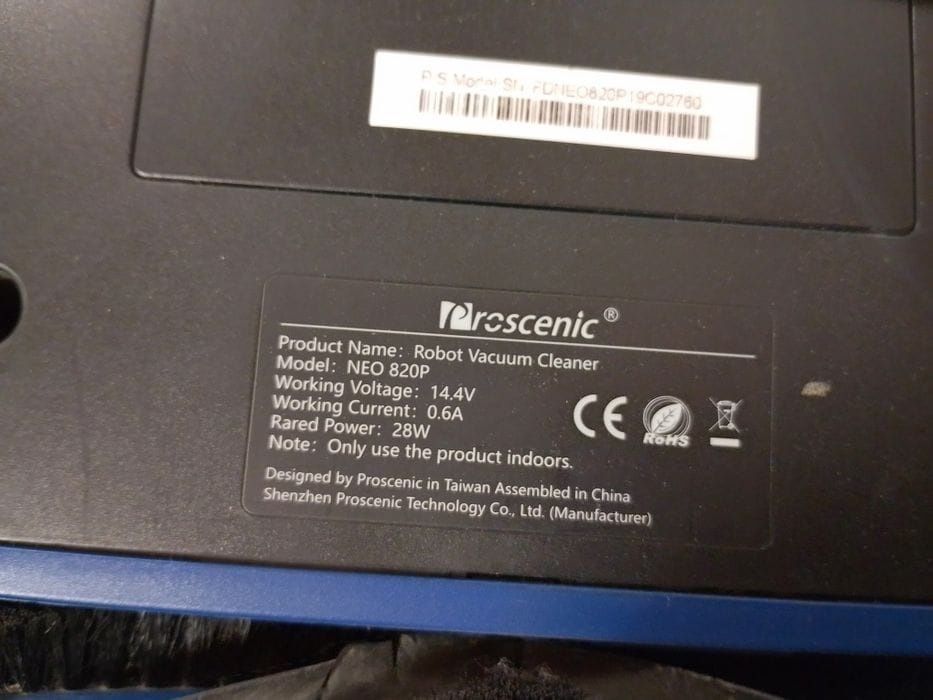 P.S Model SN: PDNEO820P19C02760
Proscenic®
Product Name: Robot Vacuum Cleaner
Model: NEO 820P
Working Voltage: 14.4V
Working Current: 0.6A
Rared Power: 28W
Note: Only use the product indoors.
CE
RoHS
Designed by Proscenic in Taiwan Assembled in China
Shenzhen Proscenic Technology Co., Ltd. (Manufacturer)